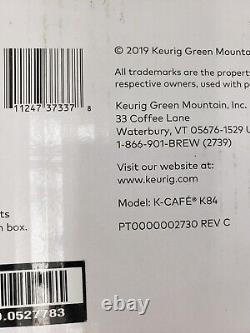 © 2019 Keurig Green Mountain
All trademarks are the property
owners, used with p
11247 37337 8
Keurig Green Mountain, Inc.
33 Coffee Lane
Waterbury, VT 05676-1529 U
1-866-901-BREW (2739)
Visit our website at:
www.keurig.com
Model: K-CAFÉ® K84
ts
n box.
PT0000002730 REV C
.0527783